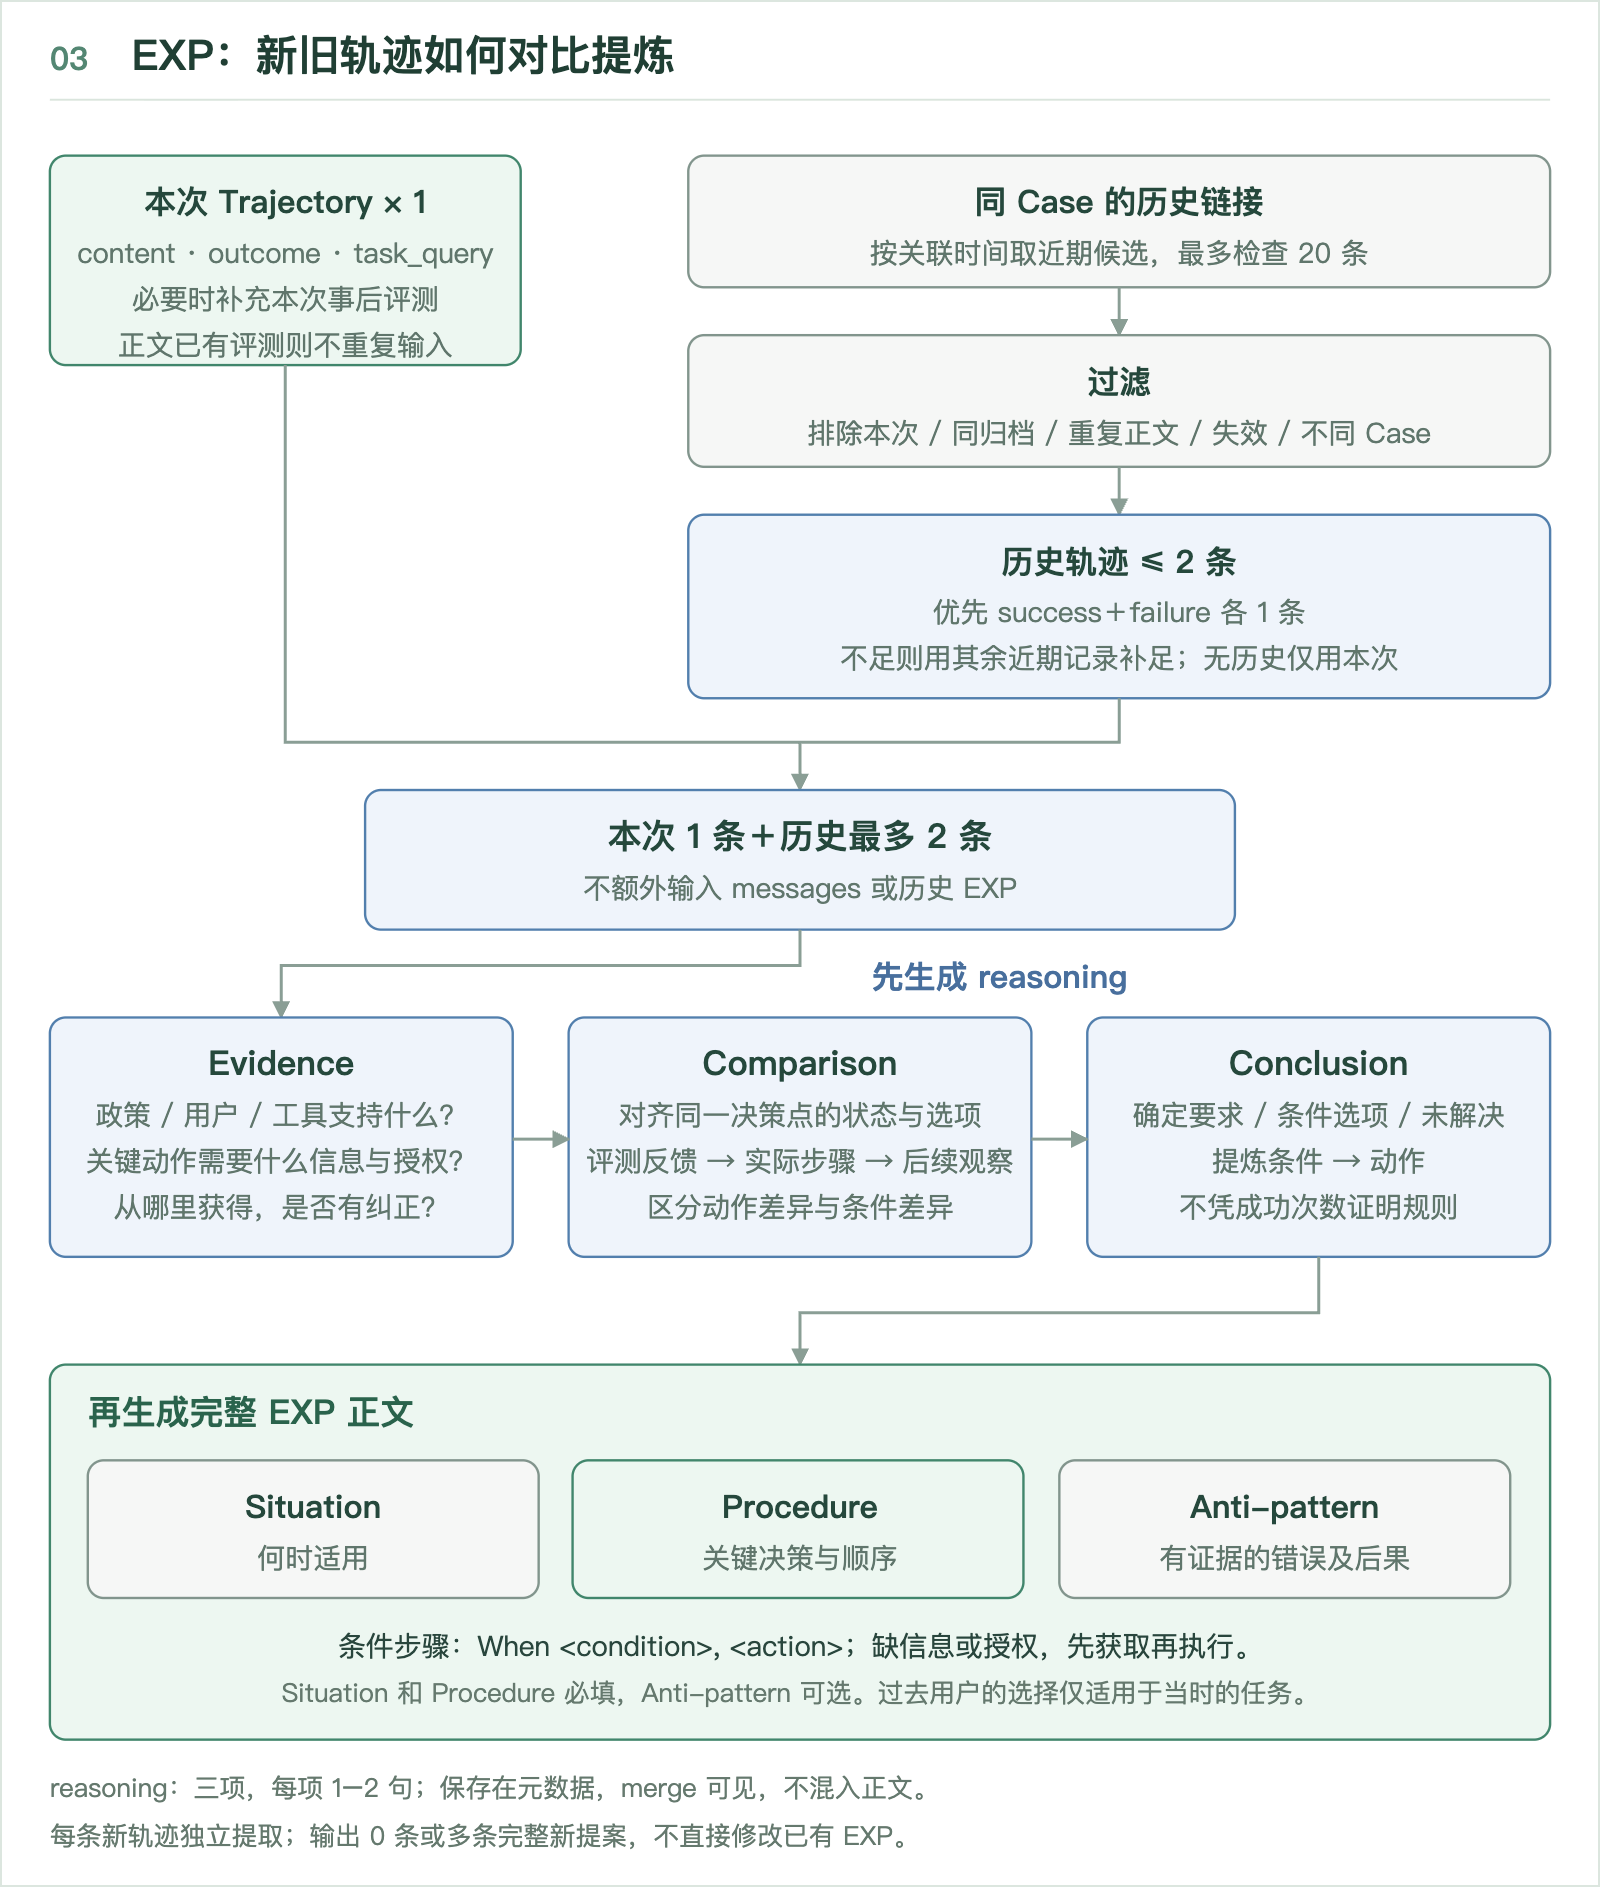 03 EXP：新旧轨迹如何对比提炼
本次 Trajectory × 1
content · outcome · task_query
必要时补充本次事后评测
正文已有评测则不重复输入
同 Case 的历史链接
按关联时间取近期候选，最多检查 20 条
过滤
排除本次 / 同归档 / 重复正文 / 失效 / 不同 Case
历史轨迹 ≤ 2 条
优先 success＋failure 各 1 条
不足则用其余近期记录补足；无历史仅用本次
本次 1 条＋历史最多 2 条
不额外输入 messages 或历史 EXP
先生成 reasoning
Evidence
政策 / 用户 / 工具支持什么？
关键动作需要什么信息与授权？
从哪里获得，是否有纠正？
Comparison
对齐同一决策点的状态与选项
评测反馈 → 实际步骤 → 后续观察
区分动作差异与条件差异
Conclusion
确定要求 / 条件选项 / 未解决
提炼条件 → 动作
不凭成功次数证明规则
再生成完整 EXP 正文
Situation
何时适用
Procedure
关键决策与顺序
Anti-pattern
有证据的错误及后果
条件步骤：When <condition>, <action>；缺信息或授权，先获取再执行。
Situation 和 Procedure 必填，Anti-pattern 可选。过去用户的选择仅适用于当时的任务。
reasoning：三项，每项 1—2 句；保存在元数据，merge 可见，不混入正文。
每条新轨迹独立提取；输出 0 条或多条完整新提案，不直接修改已有 EXP。